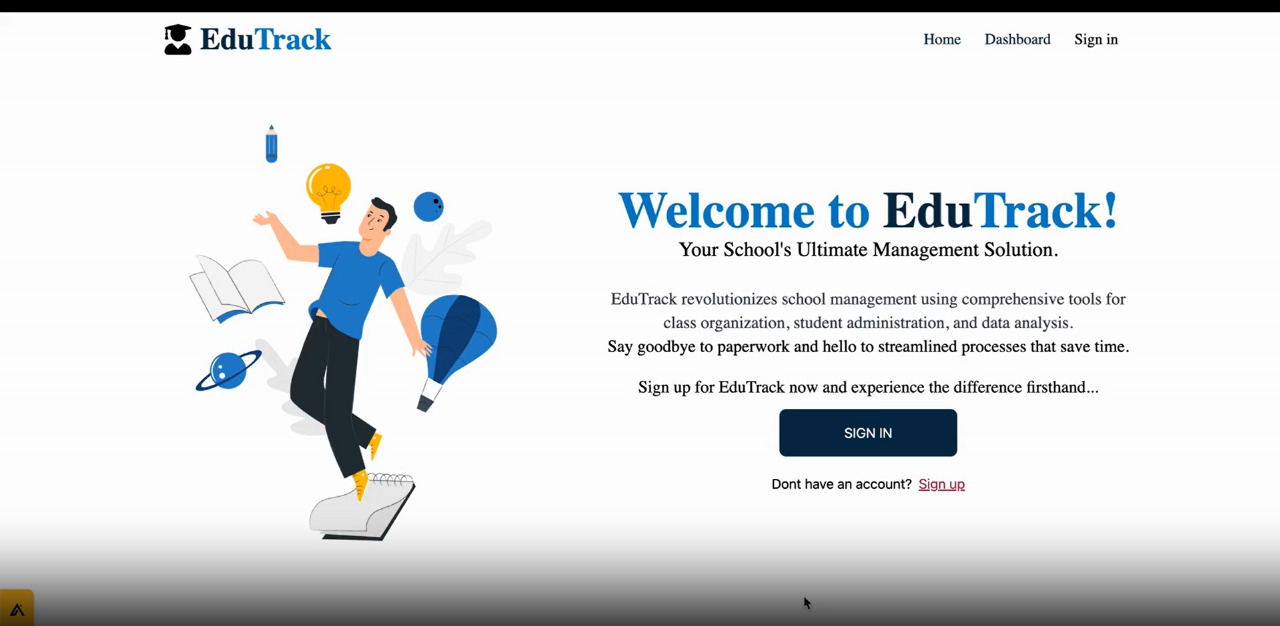 EduTrack
Home Dashboard Sign in
Welcome to EduTrack!
Your School's Ultimate Management Solution.
EduTrack revolutionizes school management using comprehensive tools for
class organization, student administration, and data analysis.
Say goodbye to paperwork and hello to streamlined processes that save time.
Sign up for EduTrack now and experience the difference firsthand...
SIGN IN
Dont have an account? Sign up